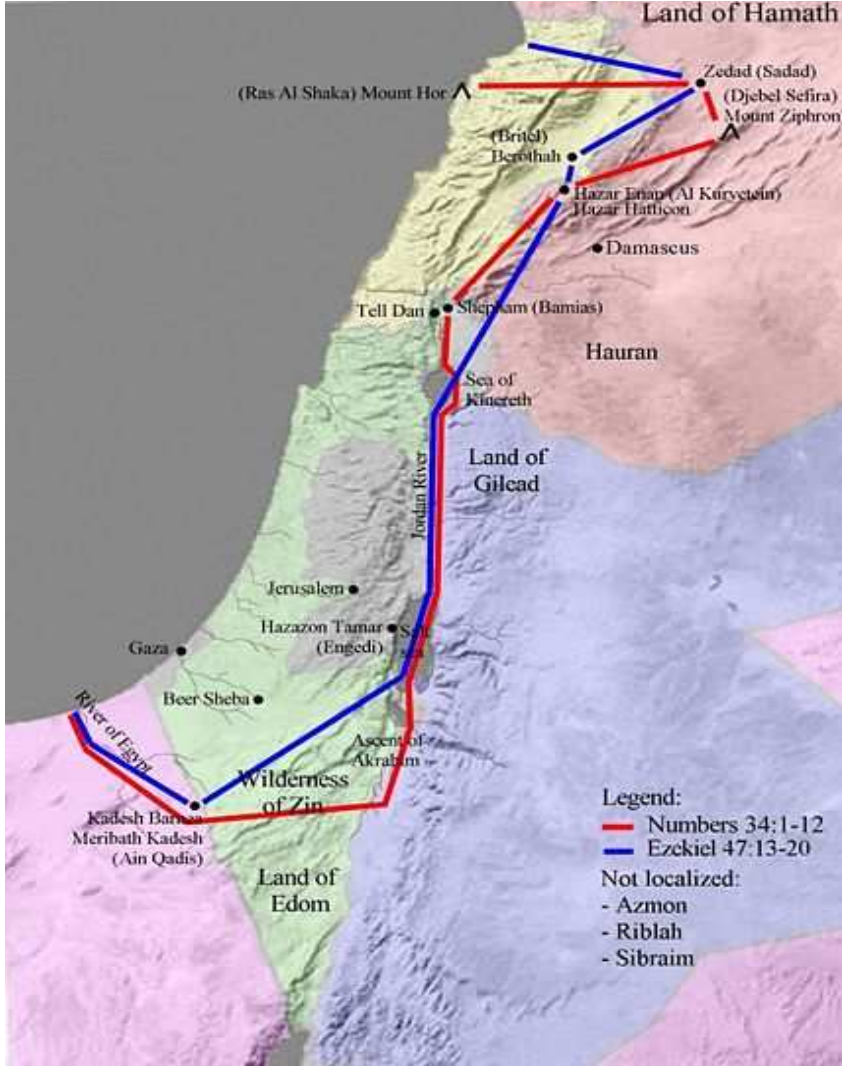 Land of Hamath
Zedad (Sadad)
(Ras Al Shaka) Mount Hor
(Djebel Sefira)
Mount Ziphron
(Britel)
Berothah
Hazar Enan (Al Kurvetein)
Hazar Hatticon
Damascus
Tell Dan
Shepham (Bamias)
Hauran
Sea of
Kinereth
Land of
Gilead
Jordan River
Jerusalem
Hazazon Tamar
(Engedi)
Gaza
Beer Sheba
River of Egypt
Ascent of
Akrabim
Wilderness
of Zin
Kadesh Barnea
Meribath Kadesh
(Ain Qadis)
Land of
Edom
Legend:
Numbers 34:1-12
Ezekiel 47:13-20
Not localized:
- Azmon
- Riblah
- Sibraim